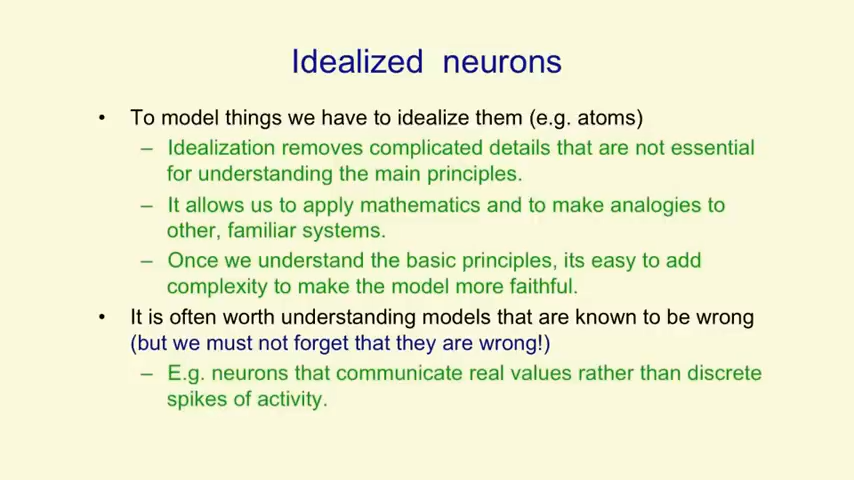 Idealized neurons
• To model things we have to idealize them (e.g. atoms)
– Idealization removes complicated details that are not essential
for understanding the main principles.
– It allows us to apply mathematics and to make analogies to
other, familiar systems.
– Once we understand the basic principles, its easy to add
complexity to make the model more faithful.
• It is often worth understanding models that are known to be wrong
(but we must not forget that they are wrong!)
– E.g. neurons that communicate real values rather than discrete
spikes of activity.